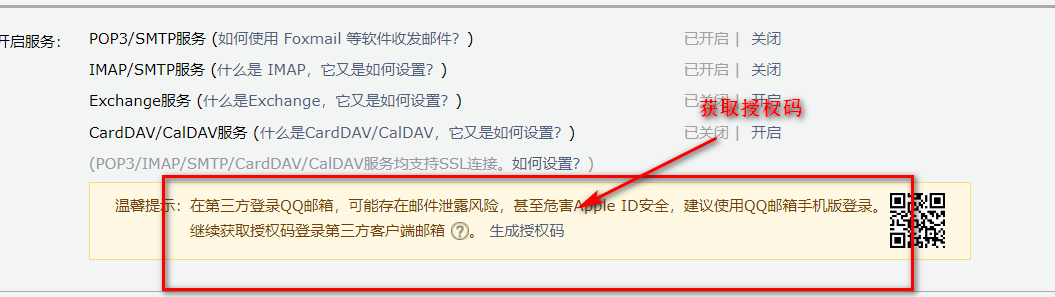 开启服务：
POP3/SMTP服务 (如何使用 Foxmail 等软件收发邮件？)  已开启 | 关闭
IMAP/SMTP服务 (什么是 IMAP，它又是如何设置？)  已开启 | 关闭
Exchange服务 (什么是Exchange，它又是如何设置？)  已关闭 | 开启
获取授权码
CardDAV/CalDAV服务 (什么是CardDAV/CalDAV，它又是如何设置？)  已关闭 | 开启
(POP3/IMAP/SMTP/CardDAV/CalDAV服务均支持SSL连接。如何设置？)
温馨提示：在第三方登录QQ邮箱，可能存在邮件泄露风险，甚至危害Apple ID安全，建议使用QQ邮箱手机版登录。
继续获取授权码登录第三方客户端邮箱 ?。 生成授权码